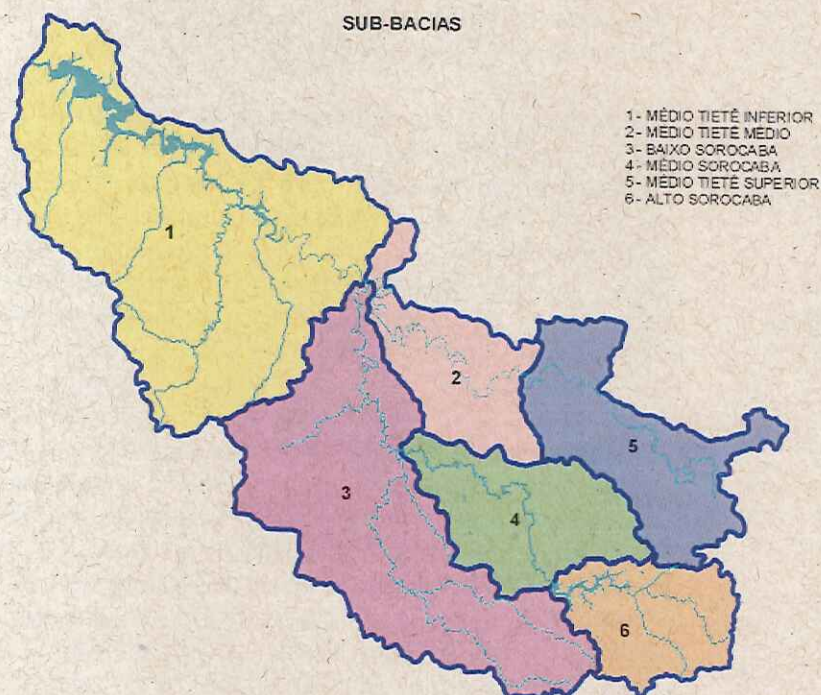 SUB-BACIAS
1- MÉDIO TIETÊ INFERIOR
2- MEDIO TIETÊ MÉDIO
3- BAIXO SOROCABA
4- MÉDIO SOROCABA
5- MÉDIO TIETÊ SUPERIOR
6- ALTO SOROCABA
1
2
5
3
4
6